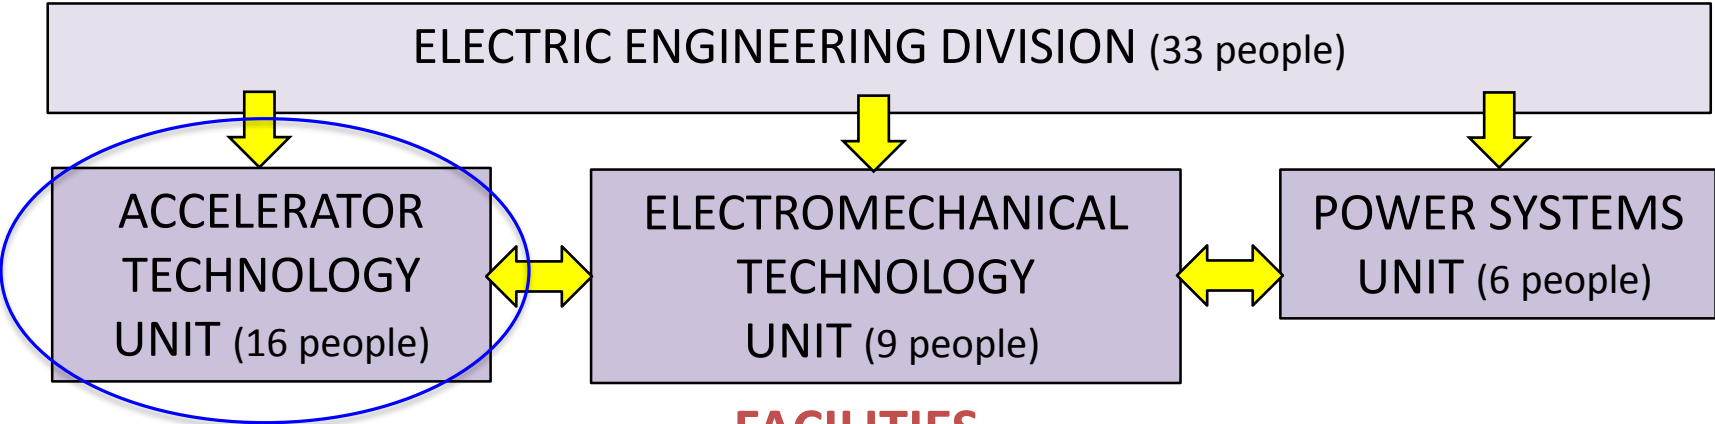 ELECTRIC ENGINEERING DIVISION (33 people)
ACCELERATOR
TECHNOLOGY
UNIT (16 people)
ELECTROMECHANICAL
TECHNOLOGY
UNIT (9 people)
POWER SYSTEMS
UNIT (6 people)
FACILITIES